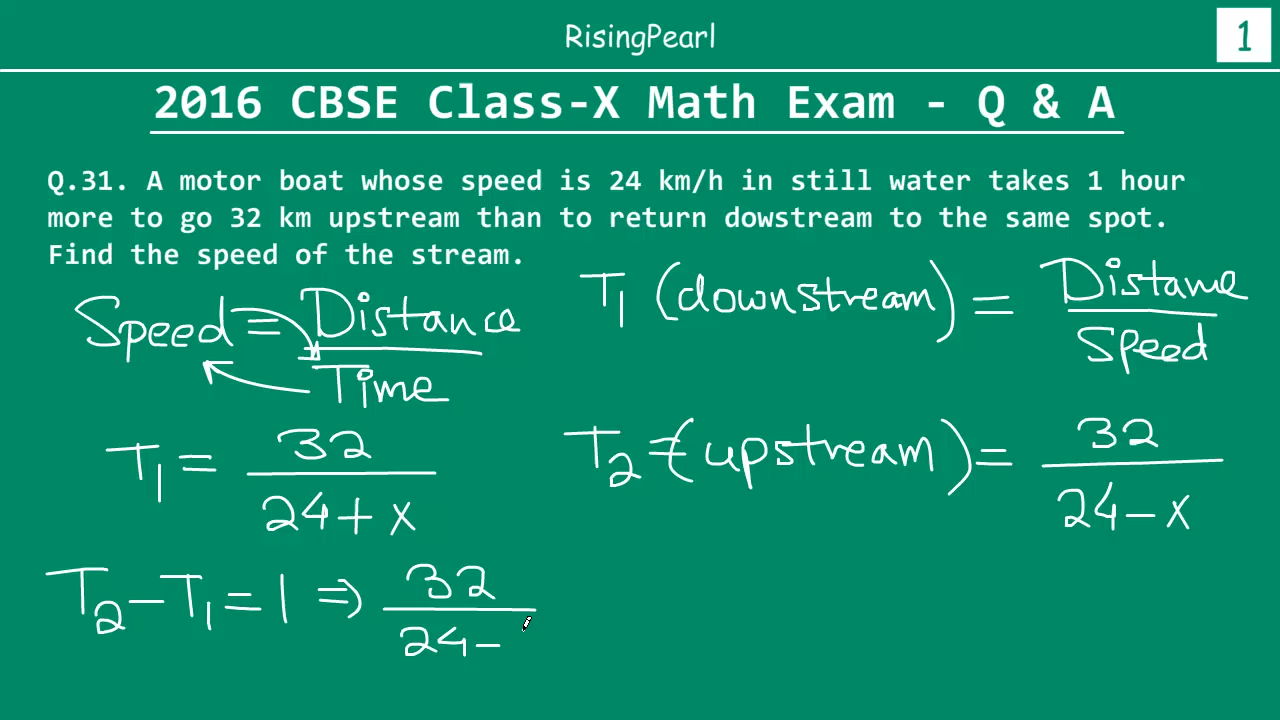 RisingPearl
1
2016 CBSE Class-X Math Exam - Q & A
Q.31. A motor boat whose speed is 24 km/h in still water takes 1 hour
more to go 32 km upstream than to return dowstream to the same spot.
Find the speed of the stream.
Speed = Distance / Time
T1 (downstream) = Distance / Speed
T1 = 32 / 24 + x
T2 = (upstream) = 32 / 24 - x
T2 - T1 = 1 ⇒ 32 / 24 -